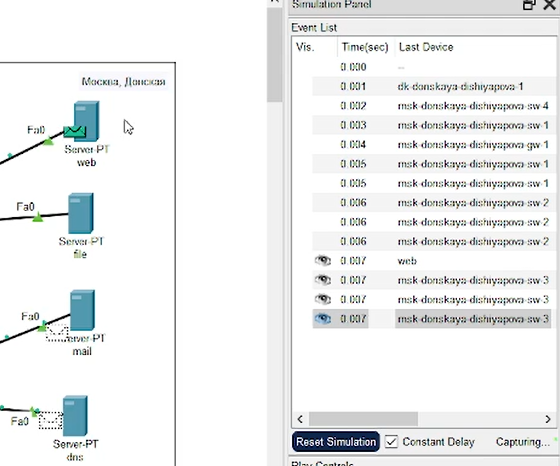 Simulation Panel
Event List
Vis. Time(sec) Last Device
0.000 --
0.001 dk-donskaya-dishiyapova-1
0.002 msk-donskaya-dishiyapova-sw-4
0.003 msk-donskaya-dishiyapova-sw-1
0.004 msk-donskaya-dishiyapova-gw-1
0.005 msk-donskaya-dishiyapova-sw-1
0.005 msk-donskaya-dishiyapova-sw-1
0.006 msk-donskaya-dishiyapova-sw-2
0.006 msk-donskaya-dishiyapova-sw-2
0.006 msk-donskaya-dishiyapova-sw-2
0.007 web
0.007 msk-donskaya-dishiyapova-sw-3
0.007 msk-donskaya-dishiyapova-sw-3
0.007 msk-donskaya-dishiyapova-sw-3
Reset Simulation Constant Delay Capturing...
Play Controls
Москва, Донская
Fa0
Server-PT
web
Fa0
Server-PT
file
Fa0
Server-PT
mail
Fa0
Server-PT
dns